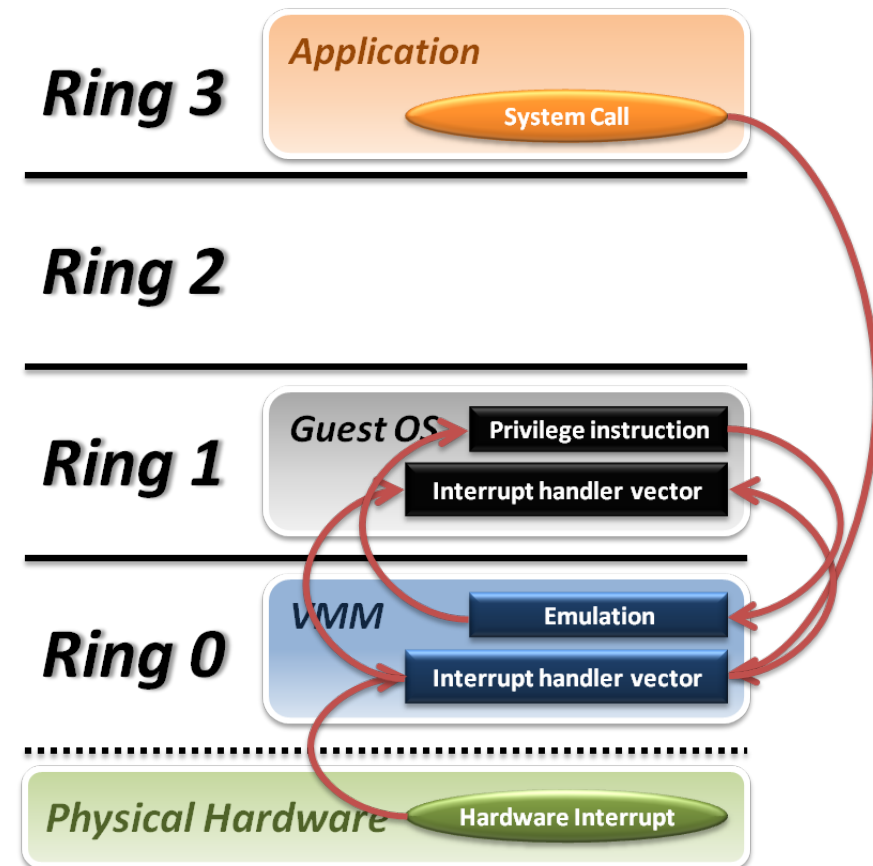 Ring 3
Application
System Call
Ring 2
Ring 1
Guest OS
Privilege instruction
Interrupt handler vector
Ring 0
VMM
Emulation
Interrupt handler vector
Physical Hardware
Hardware Interrupt